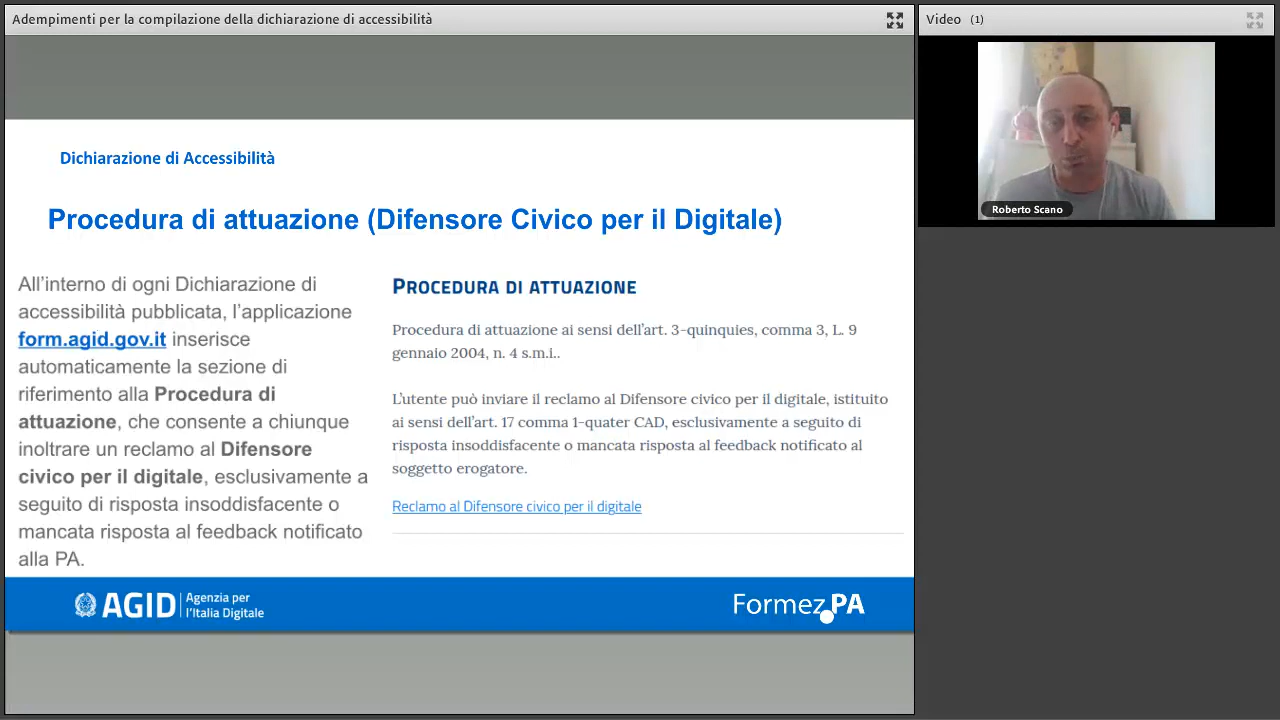 Adempimenti per la compilazione della dichiarazione di accessibilità
Video (1)
Roberto Scano
Dichiarazione di Accessibilità
Procedura di attuazione (Difensore Civico per il Digitale)
All'interno di ogni Dichiarazione di
accessibilità pubblicata, l'applicazione
form.agid.gov.it inserisce
automaticamente la sezione di
riferimento alla Procedura di
attuazione, che consente a chiunque
inoltrare un reclamo al Difensore
civico per il digitale, esclusivamente a
seguito di risposta insoddisfacente o
mancata risposta al feedback notificato
alla PA.
PROCEDURA DI ATTUAZIONE
Procedura di attuazione ai sensi dell'art. 3-quinquies, comma 3, L. 9
gennaio 2004, n. 4 s.m.i..
L'utente può inviare il reclamo al Difensore civico per il digitale, istituito
ai sensi dell'art. 17 comma 1-quater CAD, esclusivamente a seguito di
risposta insoddisfacente o mancata risposta al feedback notificato al
soggetto erogatore.
Reclamo al Difensore civico per il digitale
AGID Agenzia per
l'Italia Digitale
Formez PA